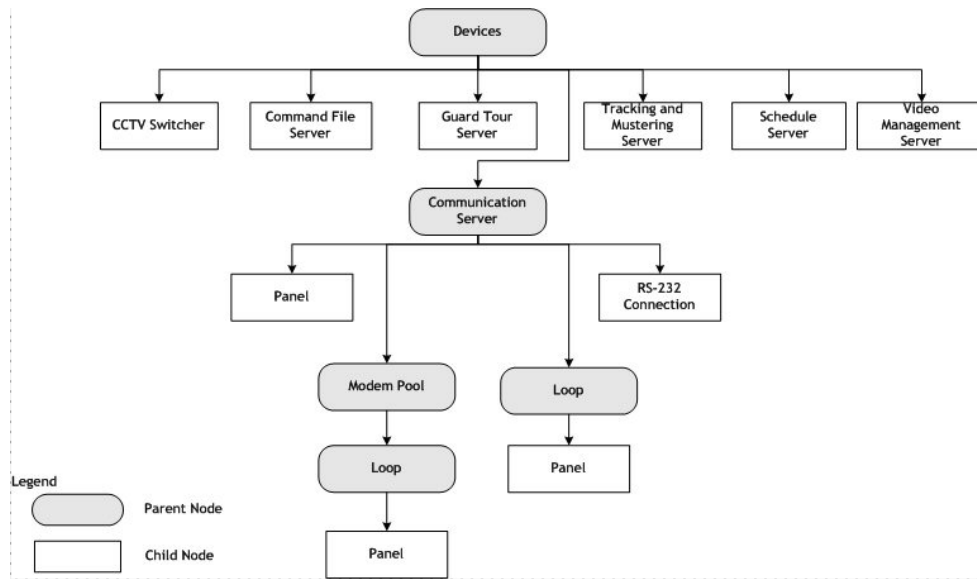 Devices
CCTV Switcher
Command File
Server
Guard Tour
Server
Tracking and
Mustering
Server
Schedule
Server
Video
Management
Server
Communication
Server
Panel
RS-232
Connection
Modem Pool
Loop
Loop
Panel
Panel
Legend
Parent Node
Child Node